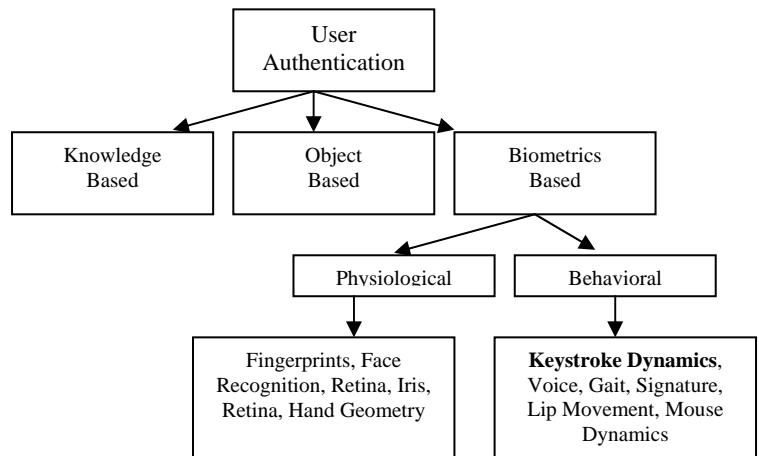 User
Authentication
Knowledge
Based
Object
Based
Biometrics
Based
Physiological
Behavioral
Fingerprints, Face
Recognition, Retina, Iris,
Retina, Hand Geometry
Keystroke Dynamics,
Voice, Gait, Signature,
Lip Movement, Mouse
Dynamics